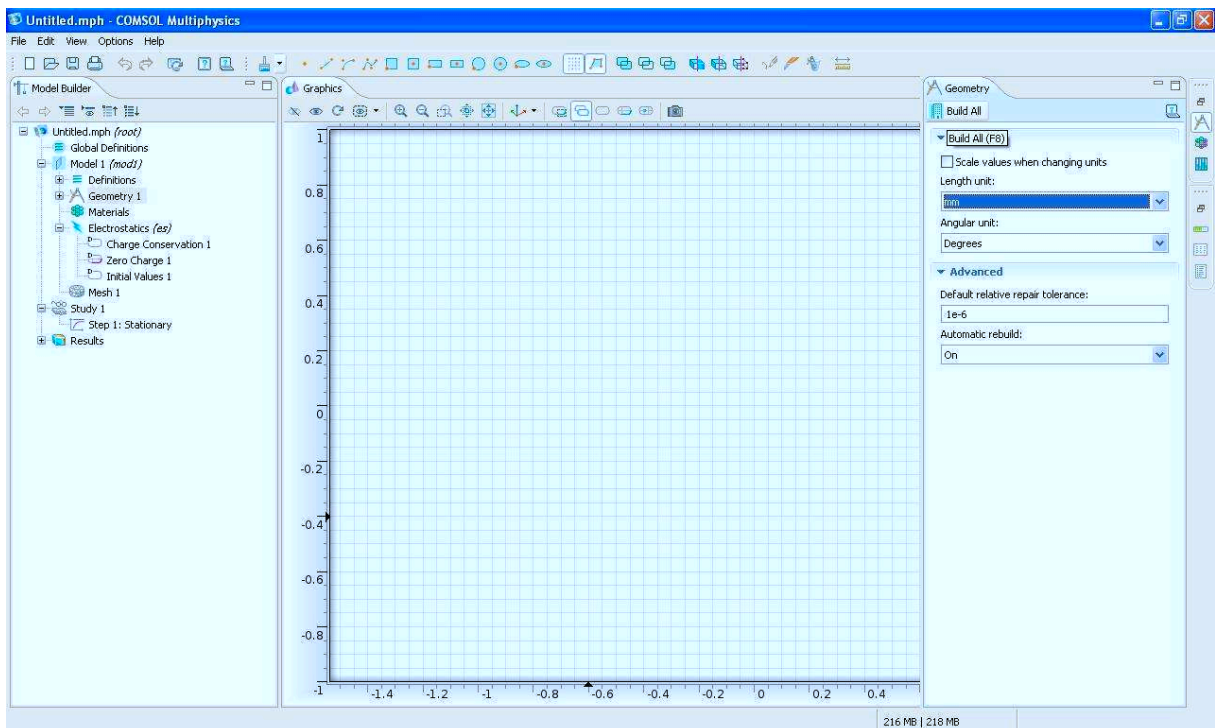 Untitled.mph - COMSOL Multiphysics
File Edit View Options Help
Model Builder
Untitled.mph (root)
Global Definitions
Model 1 (mod1)
Definitions
Geometry 1
Materials
Electrostatics (es)
Charge Conservation 1
Zero Charge 1
Initial Values 1
Mesh 1
Study 1
Step 1: Stationary
Results
Graphics
1
0.8
0.6
0.4
0.2
0
-0.2
-0.4
-0.6
-0.8
-1
-1.4 -1.2 -1 -0.8 -0.6 -0.4 -0.2 0 0.2 0.4
Geometry
Build All
Build All (F8)
Scale values when changing units
Length unit:
mm
Angular unit:
Degrees
Advanced
Default relative repair tolerance:
1e-6
Automatic rebuild:
On
216 MB | 218 MB